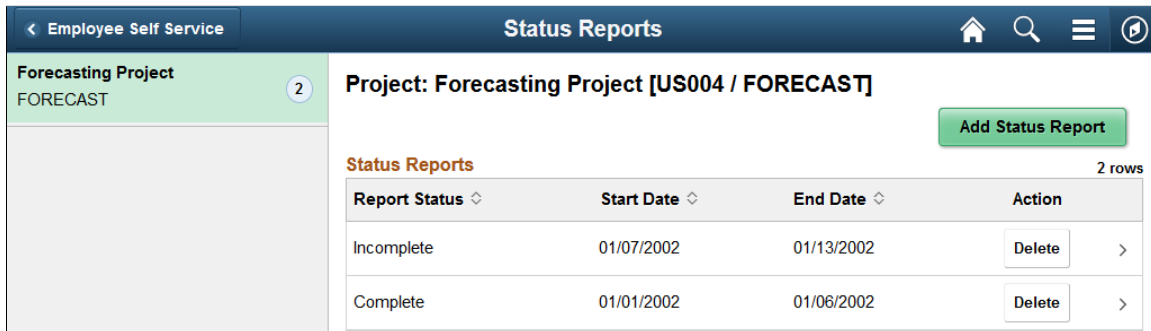 Employee Self Service
Status Reports
Forecasting Project
FORECAST
2
Project: Forecasting Project [US004 / FORECAST]
Add Status Report
Status Reports
2 rows
Report Status Start Date End Date Action
Incomplete 01/07/2002 01/13/2002 Delete
Complete 01/01/2002 01/06/2002 Delete